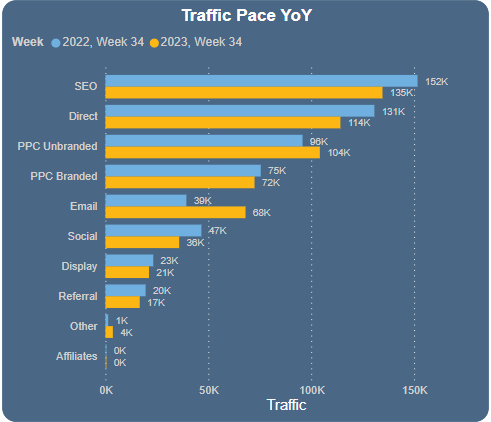 Traffic Pace YoY
Week 2022, Week 34 2023, Week 34
SEO 152K
135K
Direct 131K
114K
PPC Unbranded 96K
104K
PPC Branded 75K
72K
Email 39K
68K
Social 47K
36K
Display 23K
21K
Referral 20K
17K
Other 1K
4K
Affiliates 0K
0K
0K 50K 100K 150K
Traffic